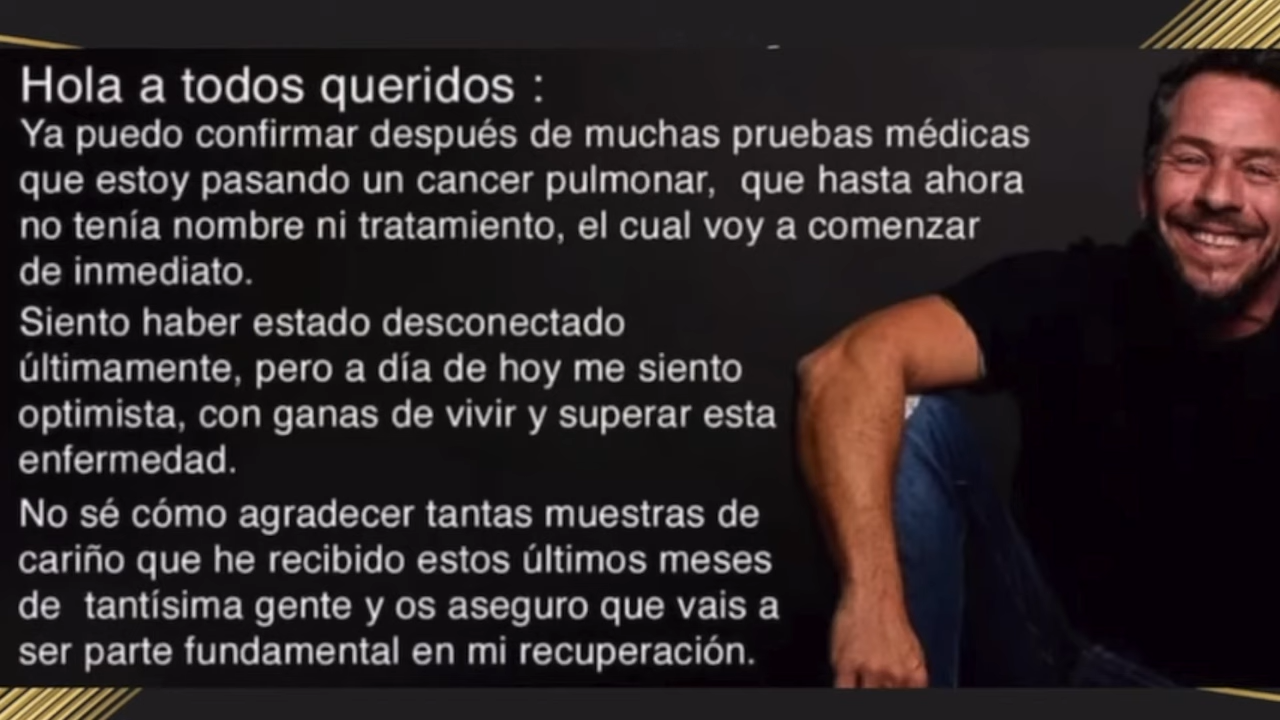 Hola a todos queridos :
Ya puedo confirmar después de muchas pruebas médicas
que estoy pasando un cancer pulmonar, que hasta ahora
no tenía nombre ni tratamiento, el cual voy a comenzar
de inmediato.
Siento haber estado desconectado
últimamente, pero a día de hoy me siento
optimista, con ganas de vivir y superar esta
enfermedad.
No sé cómo agradecer tantas muestras de
cariño que he recibido estos últimos meses
de tantísima gente y os aseguro que vais a
ser parte fundamental en mi recuperación.